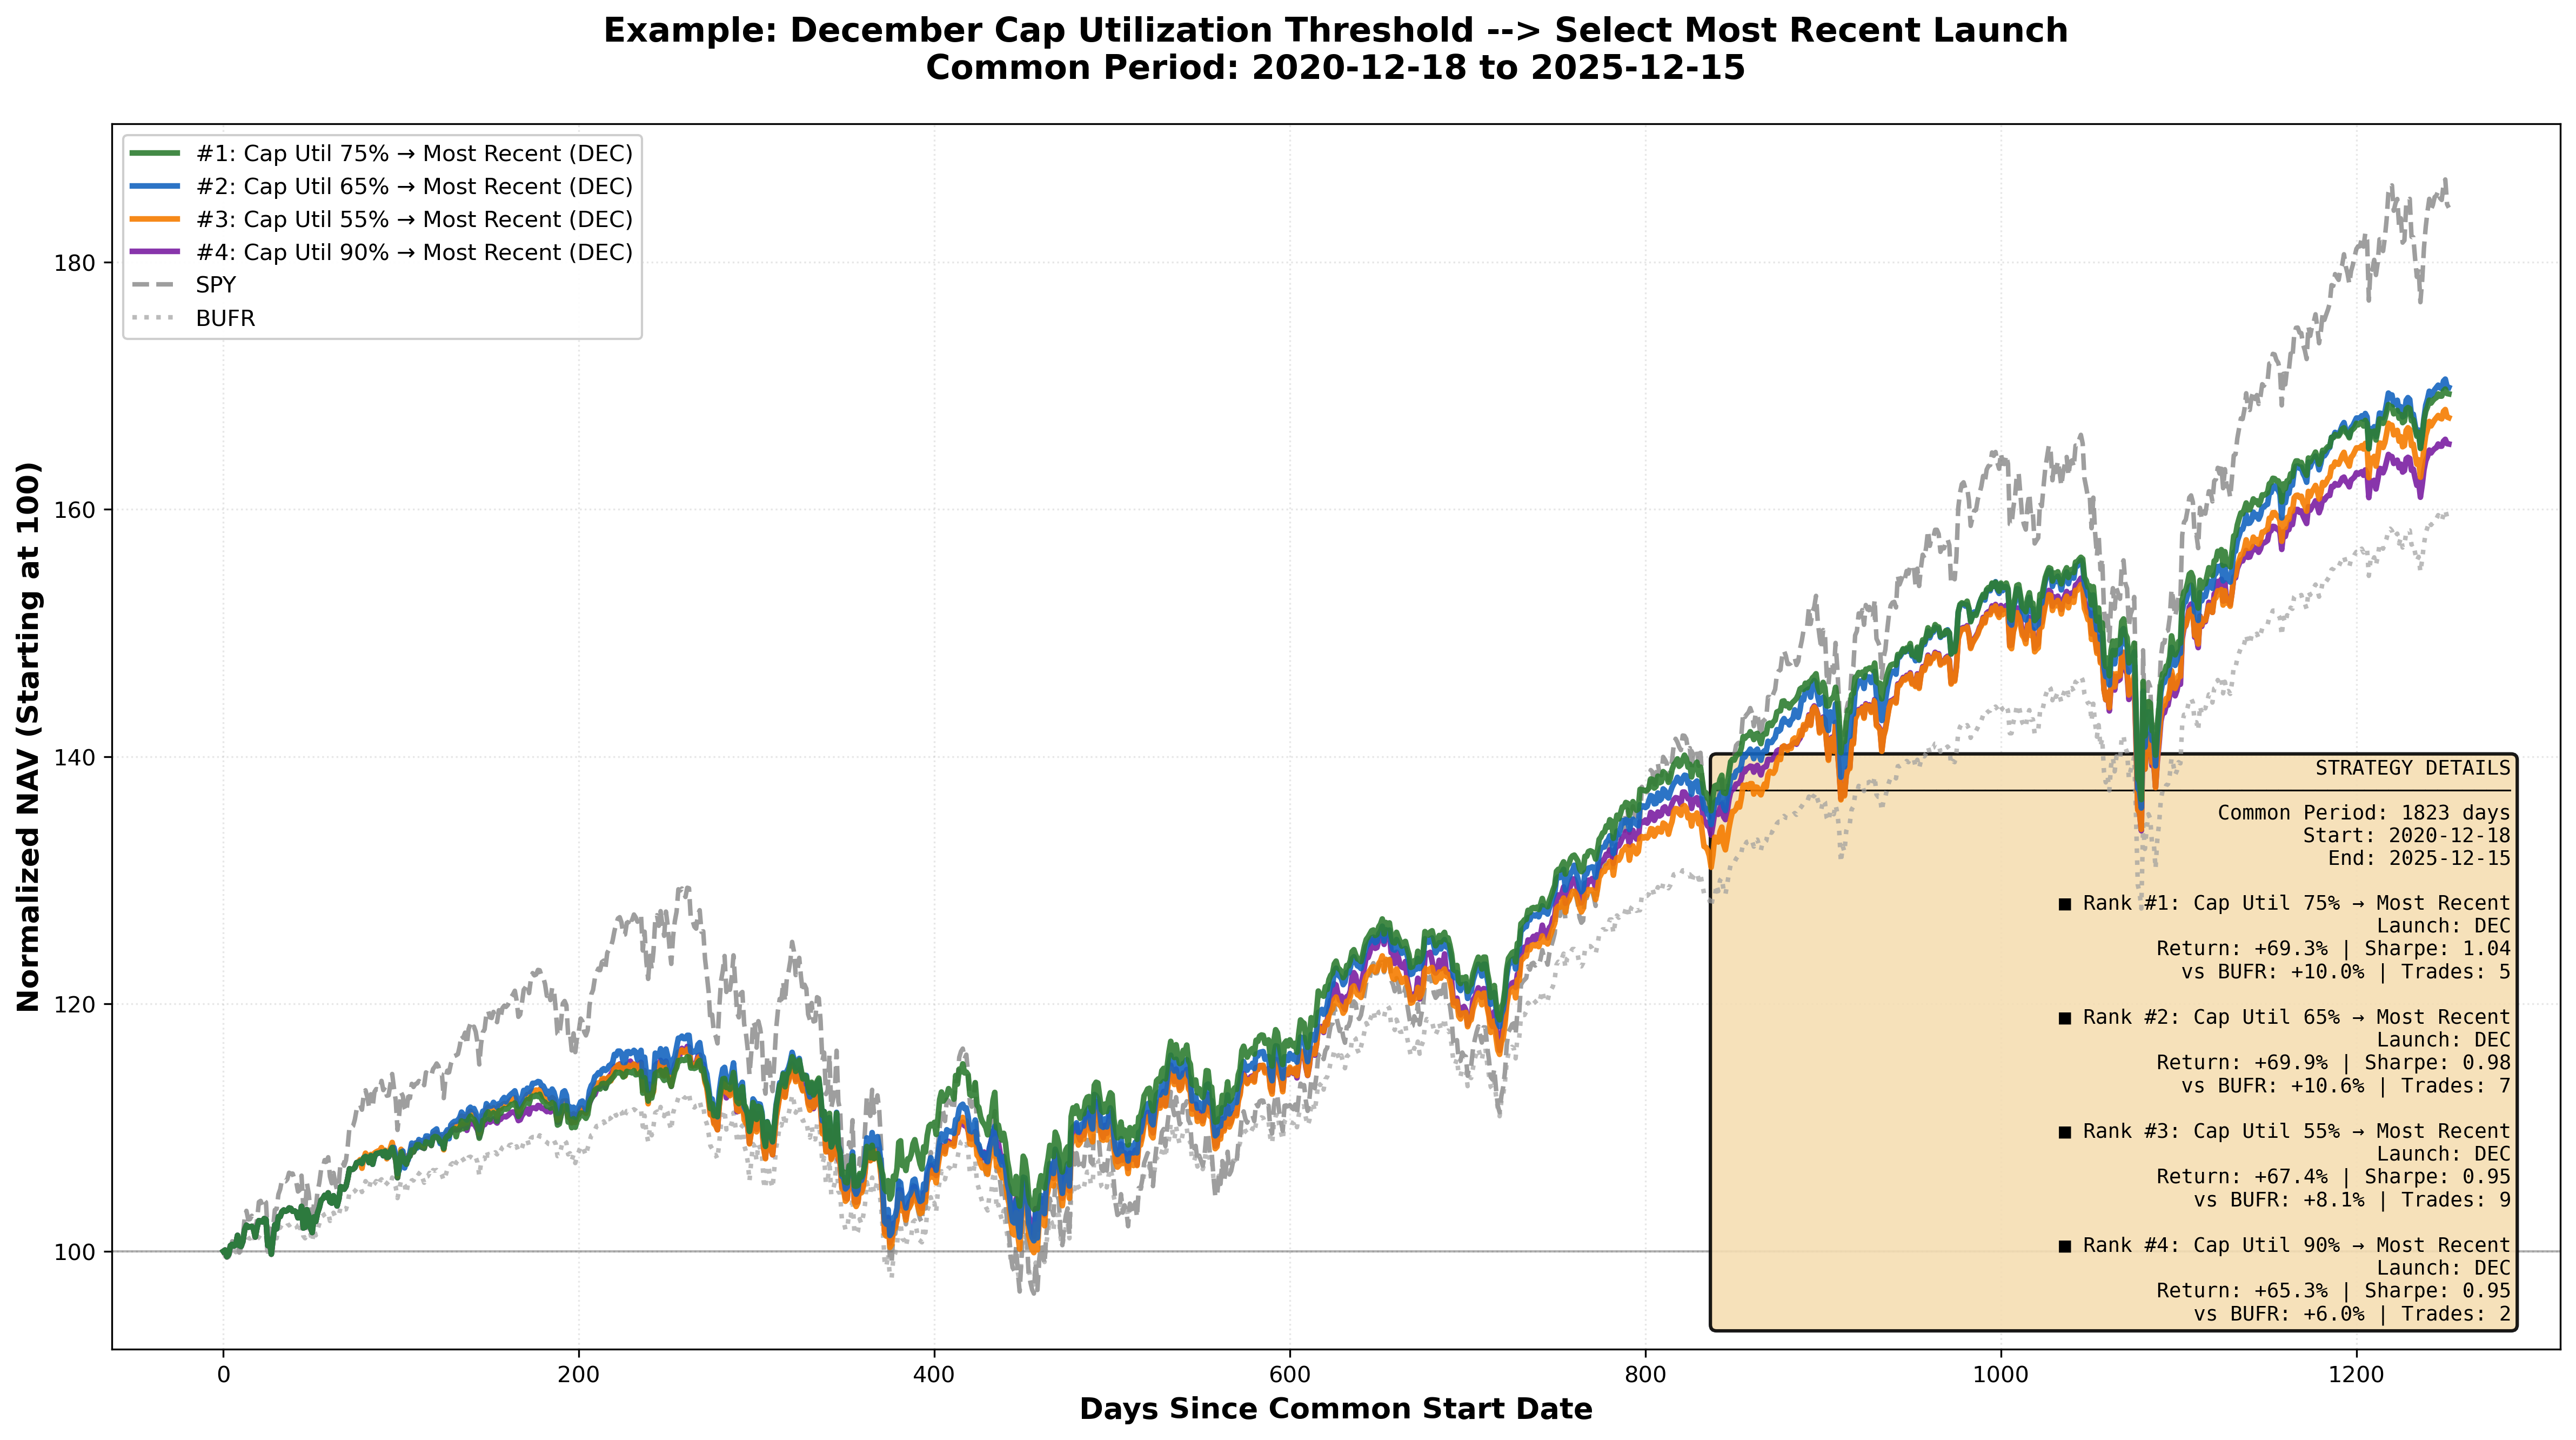 Example: December Cap Utilization Threshold --> Select Most Recent Launch
Common Period: 2020-12-18 to 2025-12-15
#1: Cap Util 75% → Most Recent (DEC)
#2: Cap Util 65% → Most Recent (DEC)
#3: Cap Util 55% → Most Recent (DEC)
#4: Cap Util 90% → Most Recent (DEC)
SPY
BUFR
Normalized NAV (Starting at 100)
180
160
140
120
100
STRATEGY DETAILS
Common Period: 1823 days
Start: 2020-12-18
End: 2025-12-15
■ Rank #1: Cap Util 75% → Most Recent
Launch: DEC
Return: +69.3% | Sharpe: 1.04
vs BUFR: +10.0% | Trades: 5
■ Rank #2: Cap Util 65% → Most Recent
Launch: DEC
Return: +69.9% | Sharpe: 0.98
vs BUFR: +10.6% | Trades: 7
■ Rank #3: Cap Util 55% → Most Recent
Launch: DEC
Return: +67.4% | Sharpe: 0.95
vs BUFR: +8.1% | Trades: 9
■ Rank #4: Cap Util 90% → Most Recent
Launch: DEC
Return: +65.3% | Sharpe: 0.95
vs BUFR: +6.0% | Trades: 2
0 200 400 600 800 1000 1200
Days Since Common Start Date